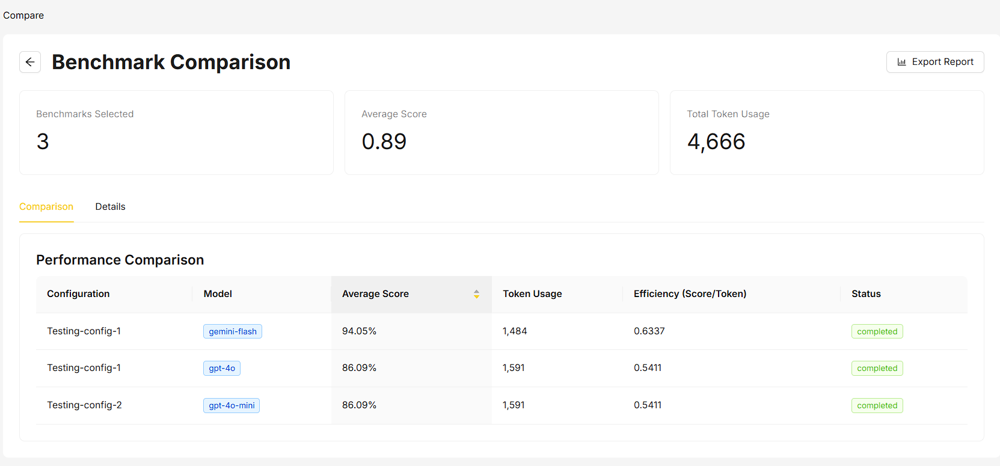 Compare
Benchmark Comparison
Export Report
Benchmarks Selected
3
Average Score
0.89
Total Token Usage
4,666
Comparison Details
Performance Comparison
Configuration Model Average Score Token Usage Efficiency (Score/Token) Status
Testing-config-1 gemini-flash 94.05% 1,484 0.6337 completed
Testing-config-1 gpt-4o 86.09% 1,591 0.5411 completed
Testing-config-2 gpt-4o-mini 86.09% 1,591 0.5411 completed